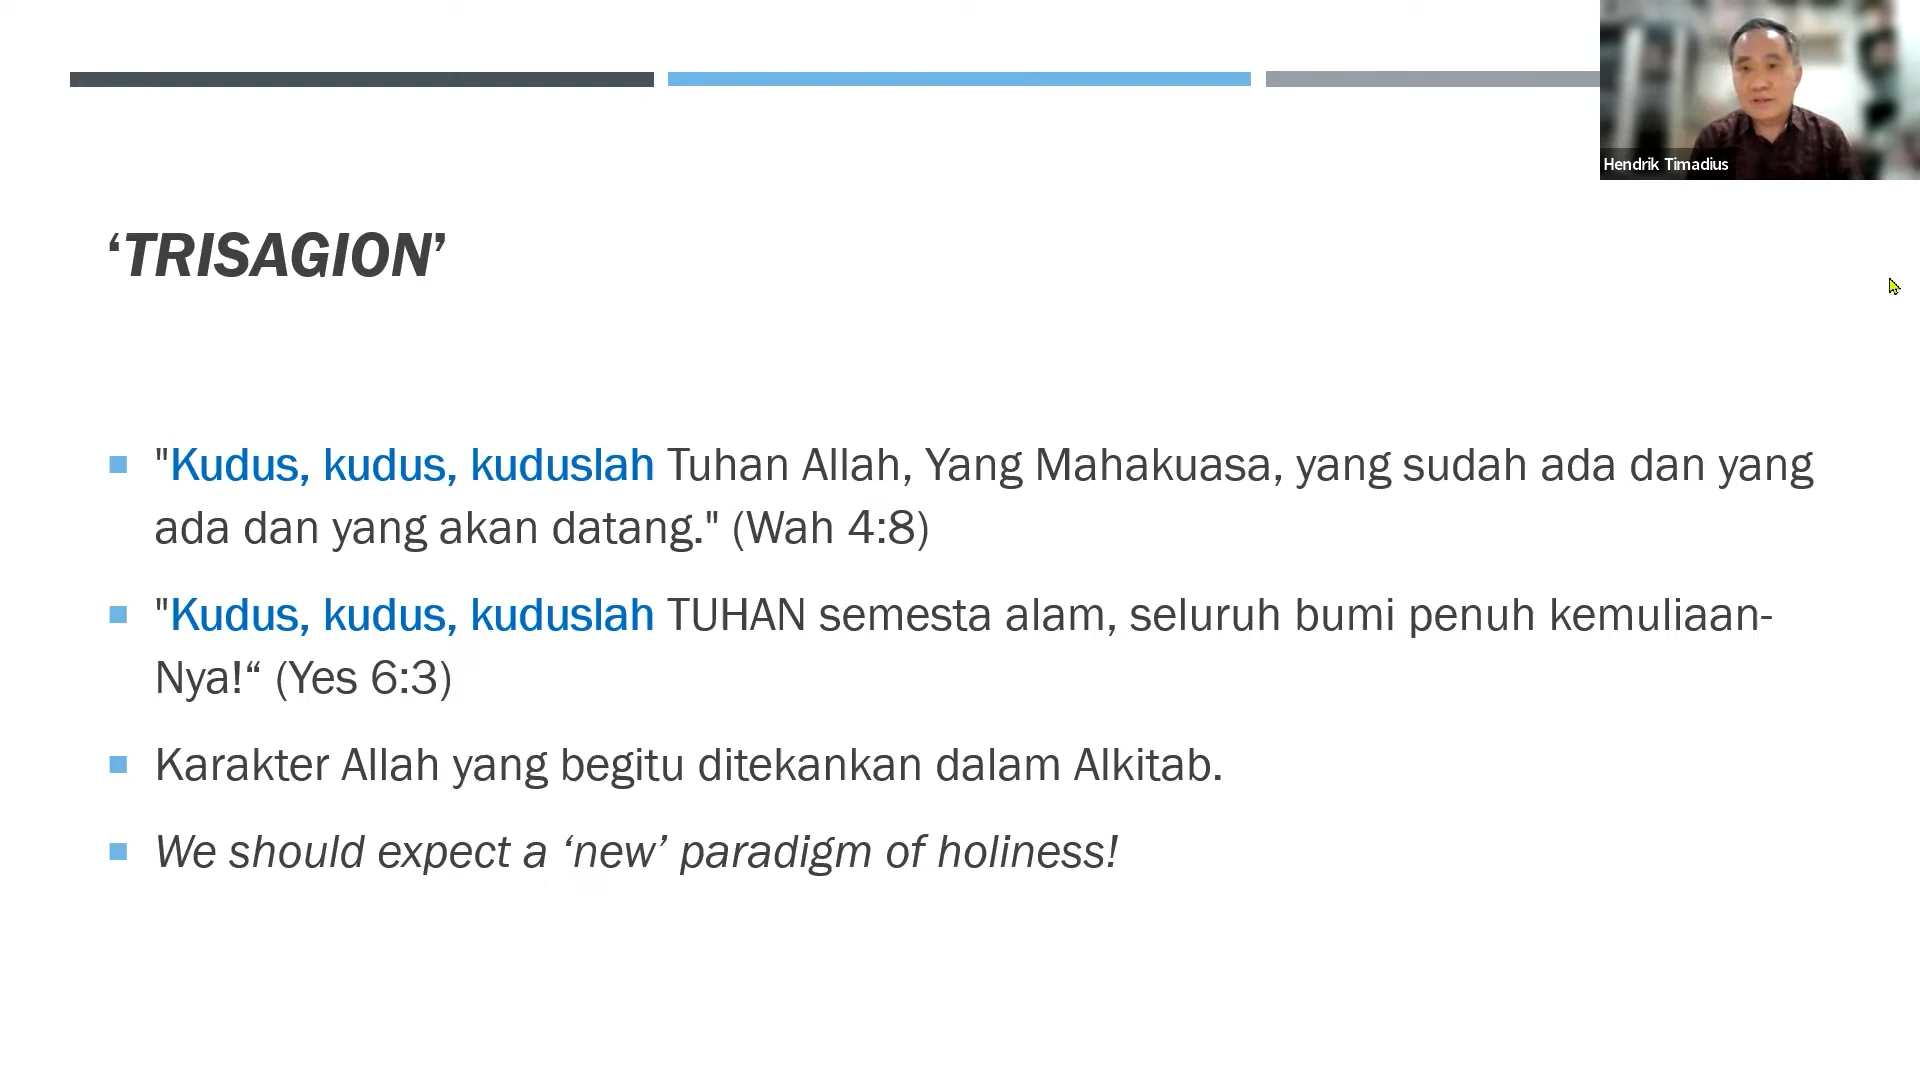 Hendrik Timadius
‘TRISAGION’
"Kudus, kudus, kuduslah Tuhan Allah, Yang Mahakuasa, yang sudah ada dan yang
ada dan yang akan datang." (Wah 4:8)
"Kudus, kudus, kuduslah TUHAN semesta alam, seluruh bumi penuh kemuliaan-
Nya!“ (Yes 6:3)
Karakter Allah yang begitu ditekankan dalam Alkitab.
We should expect a ‘new’ paradigm of holiness!